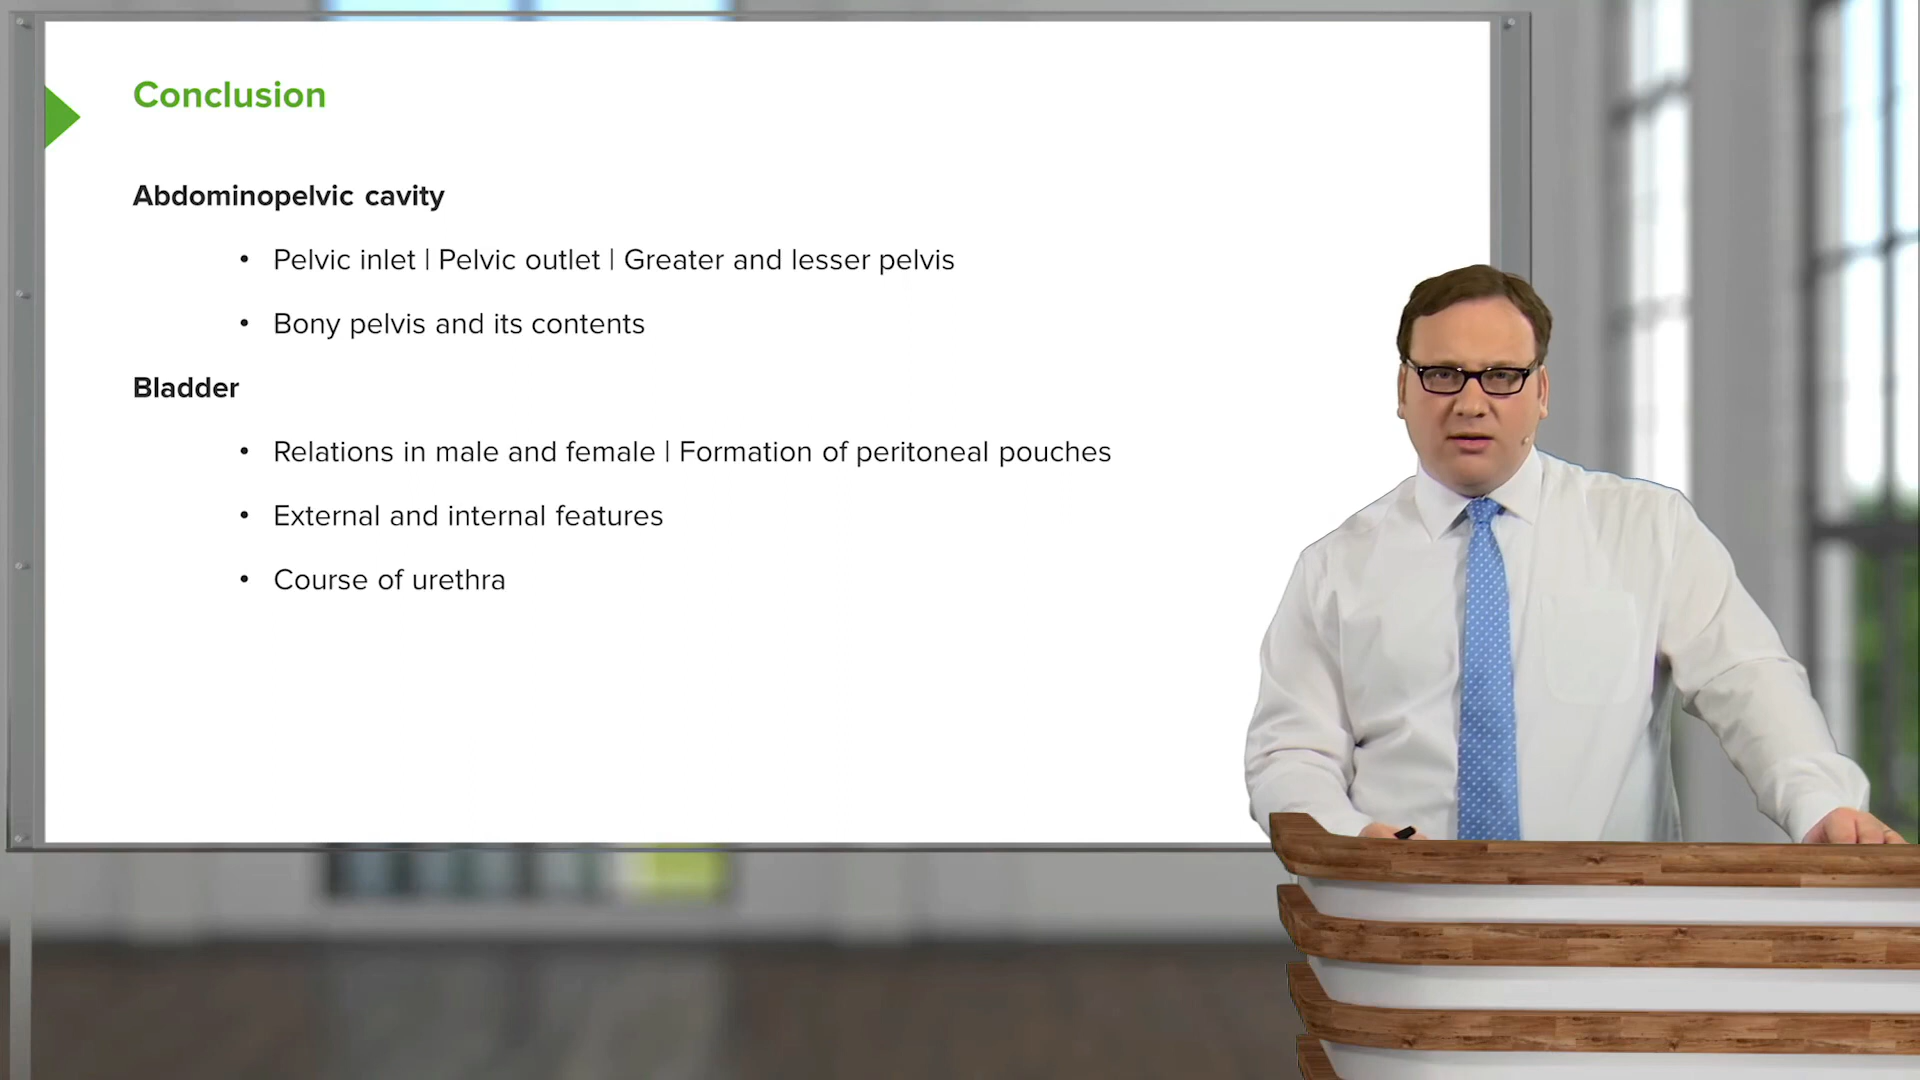 Conclusion
Abdominopelvic cavity
• Pelvic inlet | Pelvic outlet | Greater and lesser pelvis
• Bony pelvis and its contents
Bladder
• Relations in male and female | Formation of peritoneal pouches
• External and internal features
• Course of urethra